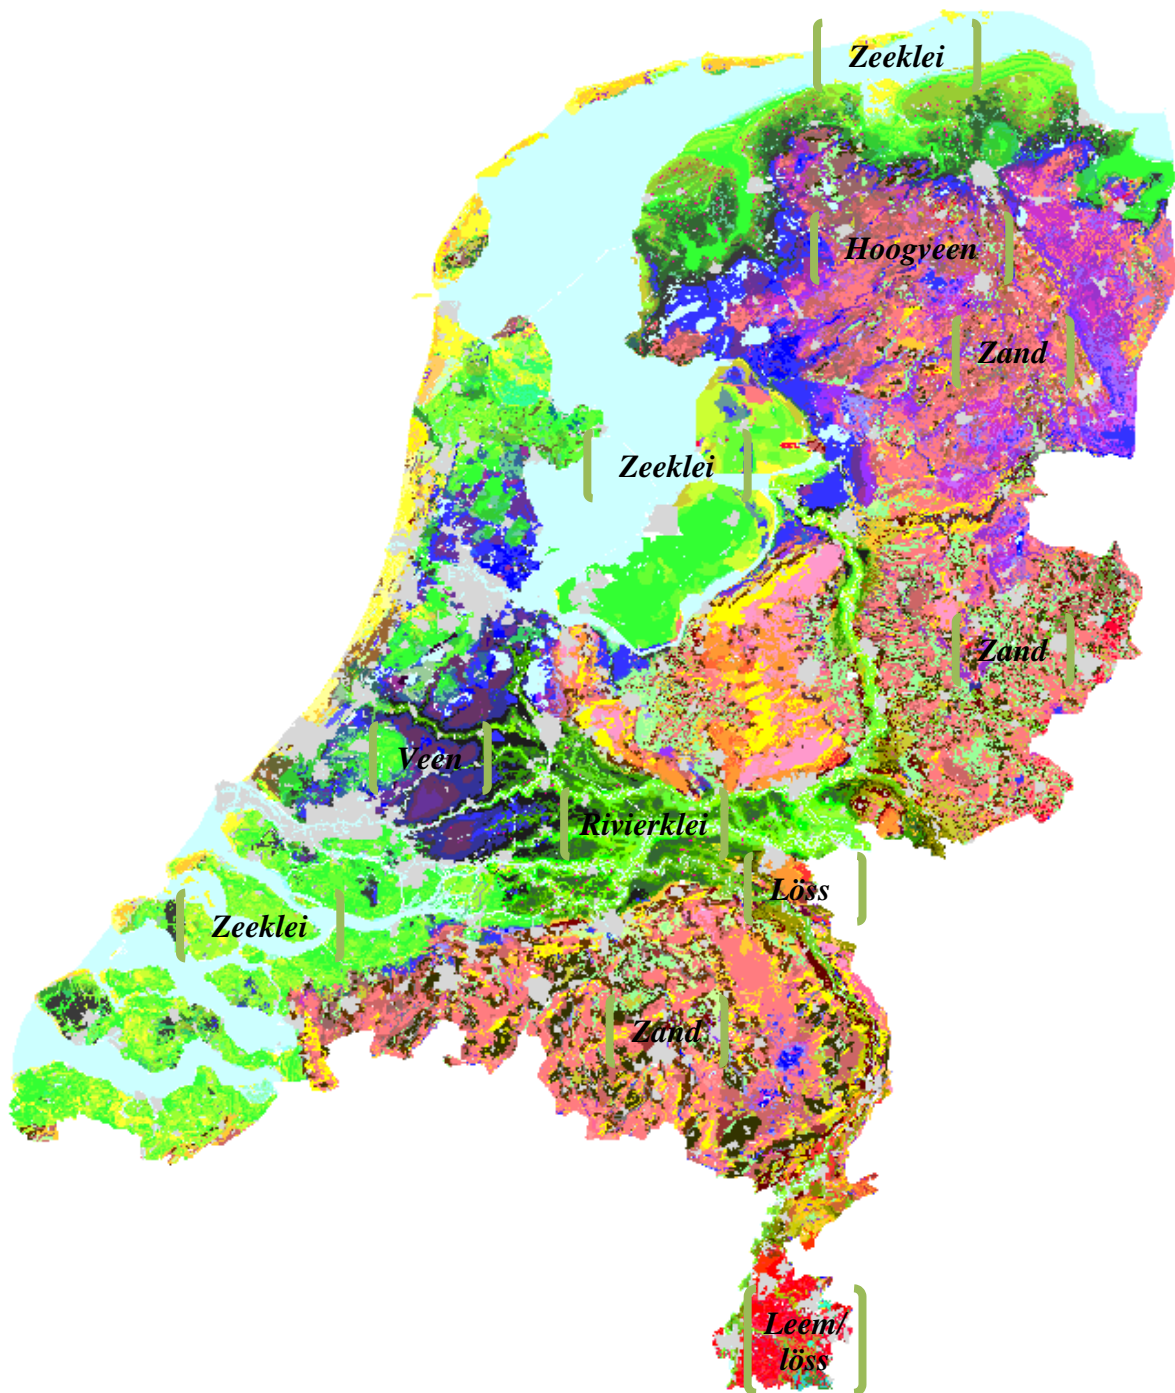 Zeeklei
Hoogveen
Zand
Zeeklei
Zand
Veen
Rivierklei
Löss
Zeeklei
Zand
Leem/
löss